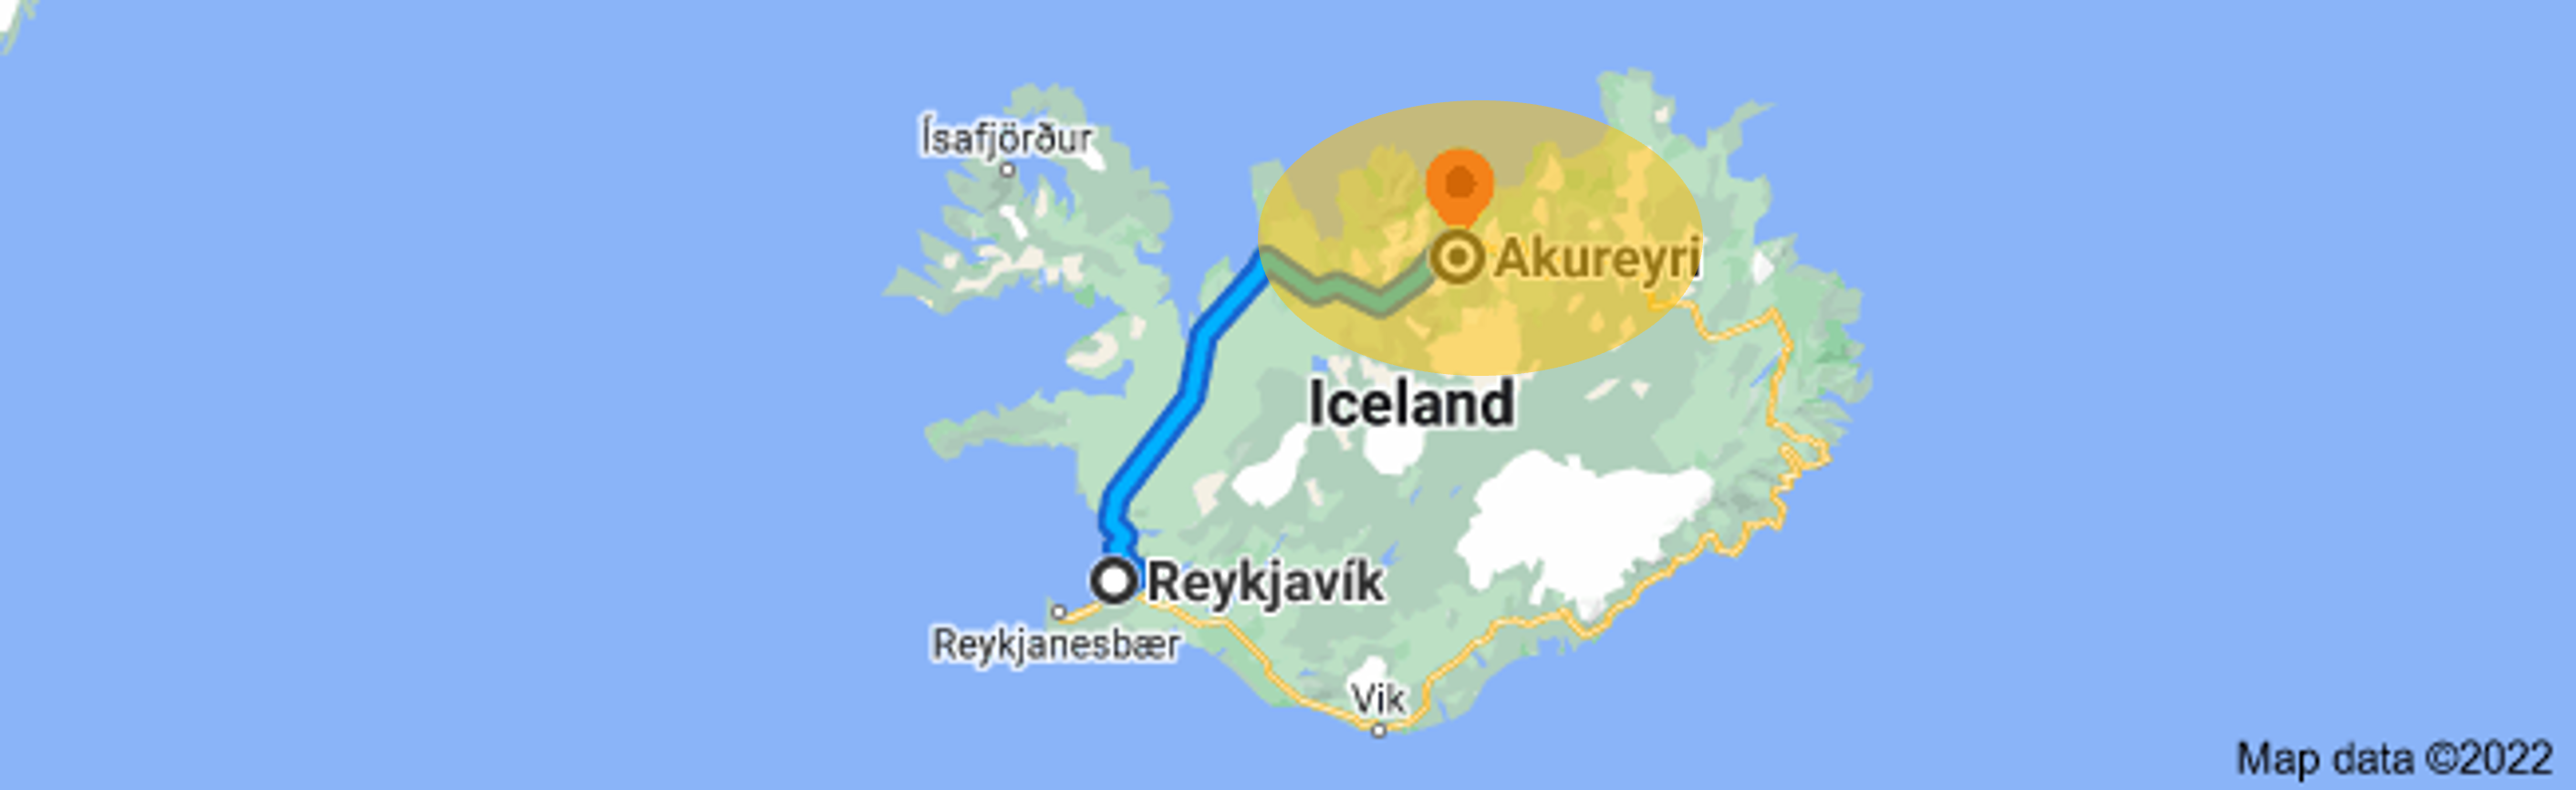 Ísafjörður
Akureyri
Iceland
Reykjavík
Reykjanesbær
Vik
Map data ©2022